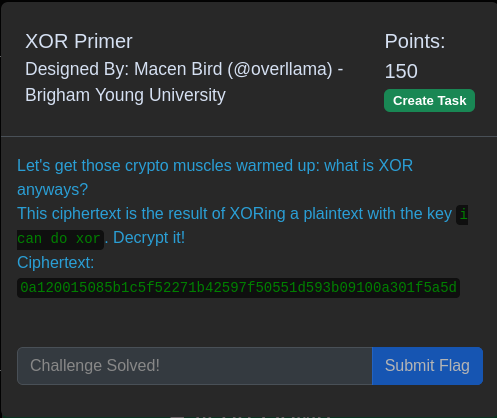 XOR Primer
Designed By: Macen Bird (@overllama) -
Brigham Young University
Points:
150
Create Task
Let's get those crypto muscles warmed up: what is XOR
anyways?
This ciphertext is the result of XORing a plaintext with the key i
can do xor. Decrypt it!
Ciphertext:
0a120015085b1c5f52271b42597f50551d593b09100a301f5a5d
Challenge Solved!
Submit Flag